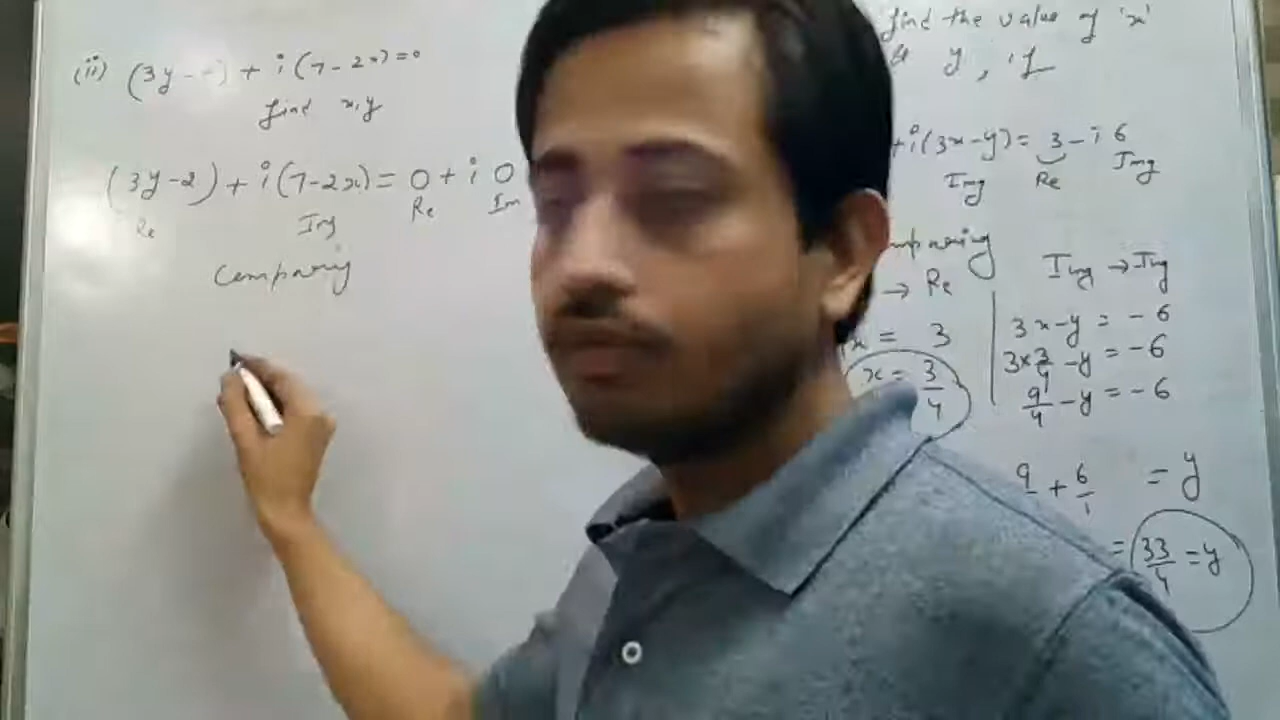 (ii) (3y - ) + i(7-2x)=0
find x,y
(3y-2) + i(7-2x) = 0 + i 0
Re Img Re Im
Comparing
find the value of 'x'
& y, if
+i(3x-y) = 3-i 6
Img Re Img
mparing
→ Re
x = 3
x = 3/4
Img → Img
3x-y = -6
3×3/4 -y = -6
9/4 -y = -6
9 + 6/1 = y
= 33/4 = y